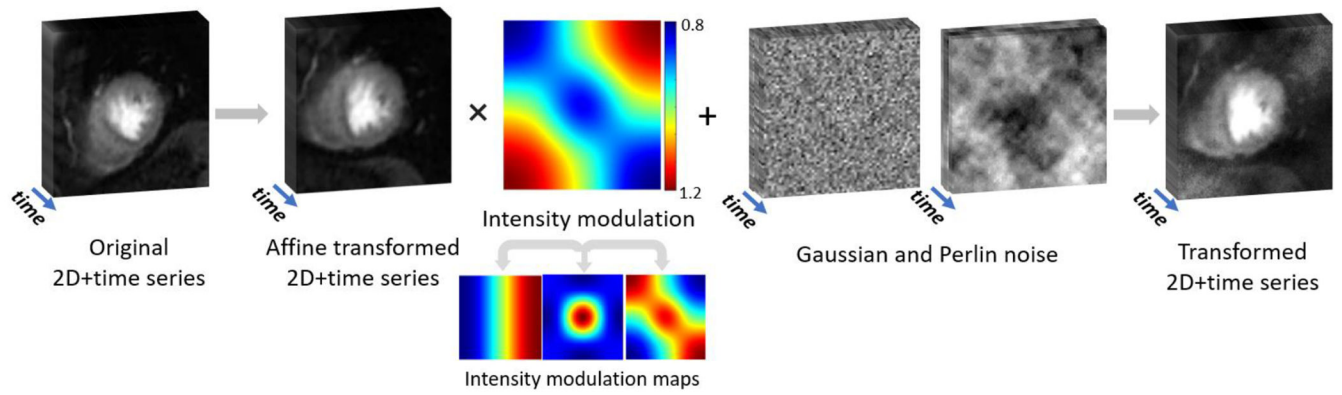 0.8
×
+
1.2
time
time
time
time
time
Original
2D+time series
Affine transformed
2D+time series
Intensity modulation
Gaussian and Perlin noise
Transformed
2D+time series
Intensity modulation maps